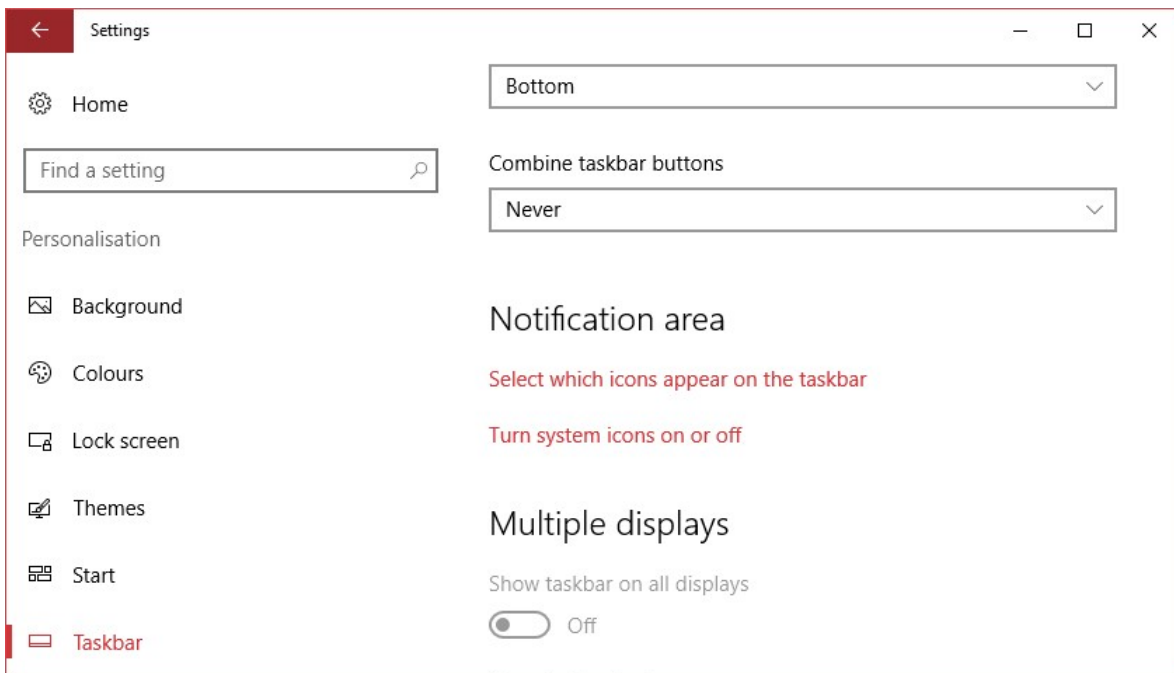 Settings
Home
Find a setting
Personalisation
Background
Colours
Lock screen
Themes
Start
Taskbar
Bottom
Combine taskbar buttons
Never
Notification area
Select which icons appear on the taskbar
Turn system icons on or off
Multiple displays
Show taskbar on all displays
Off